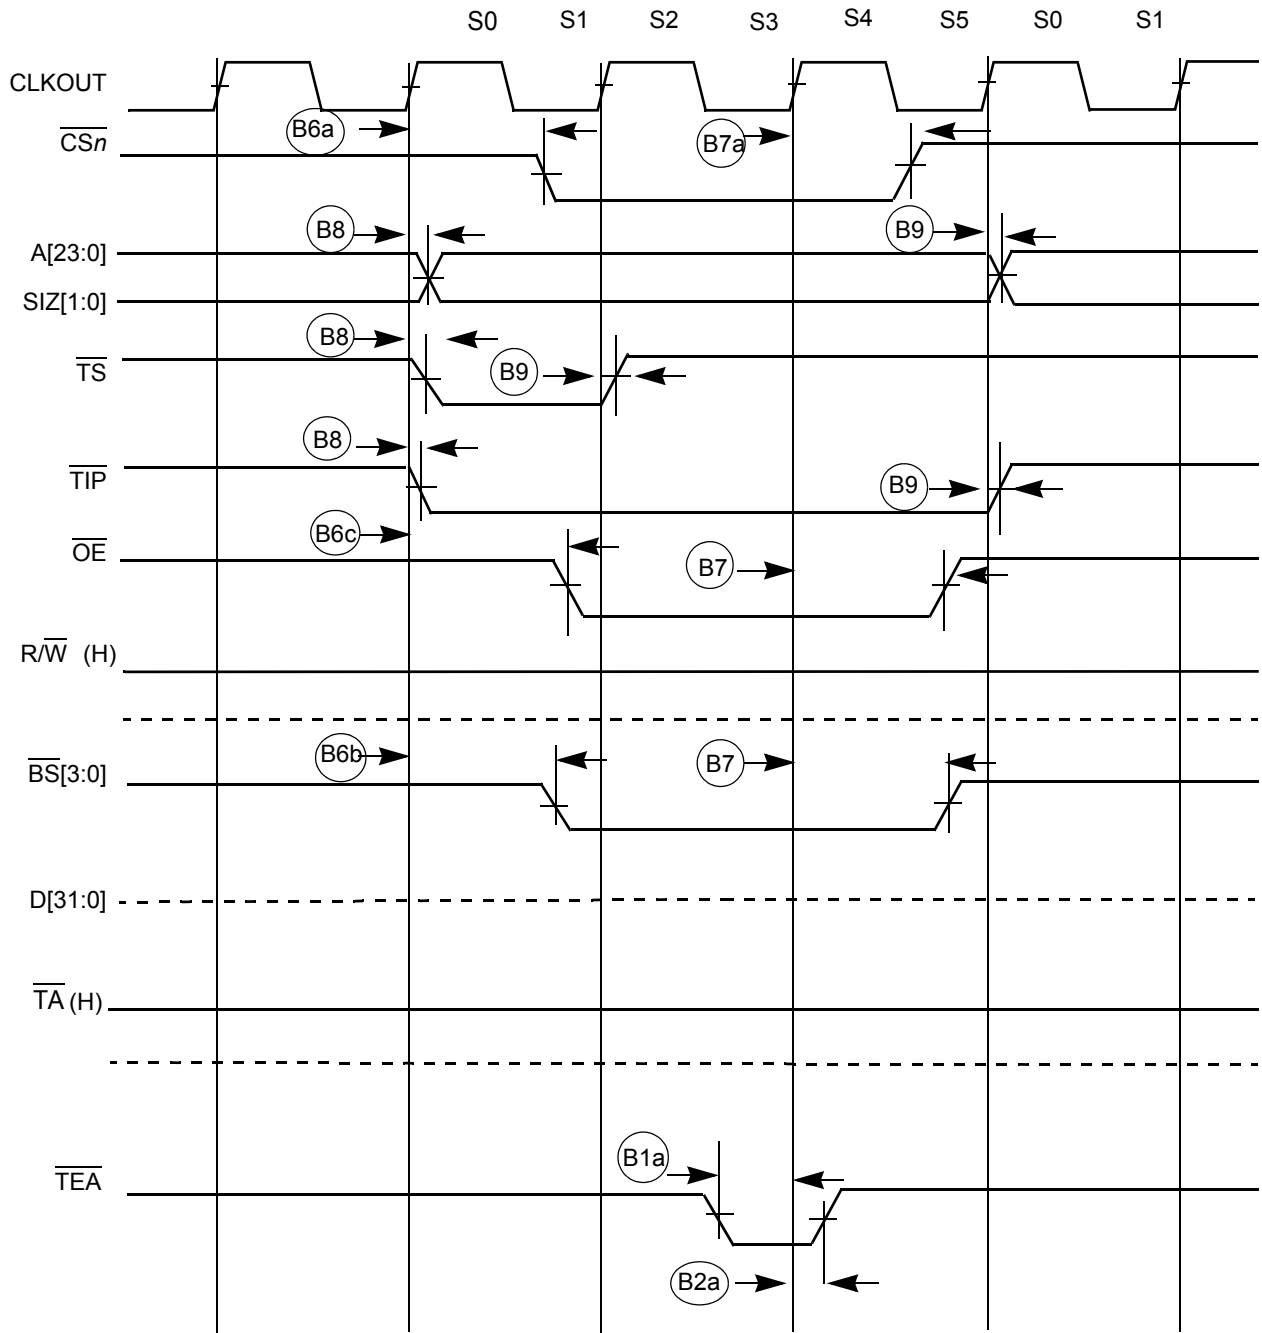 S0 S1 S2 S3 S4 S5 S0 S1
CLKOUT
B6a B7a
CSn
B8 B9
A[23:0]
SIZ[1:0]
B8
TS B9
B8
TIP B9
B6c
OE B7
R/W (H)
B6b B7
BS[3:0]
D[31:0]
TA (H)
B1a
TEA
B2a